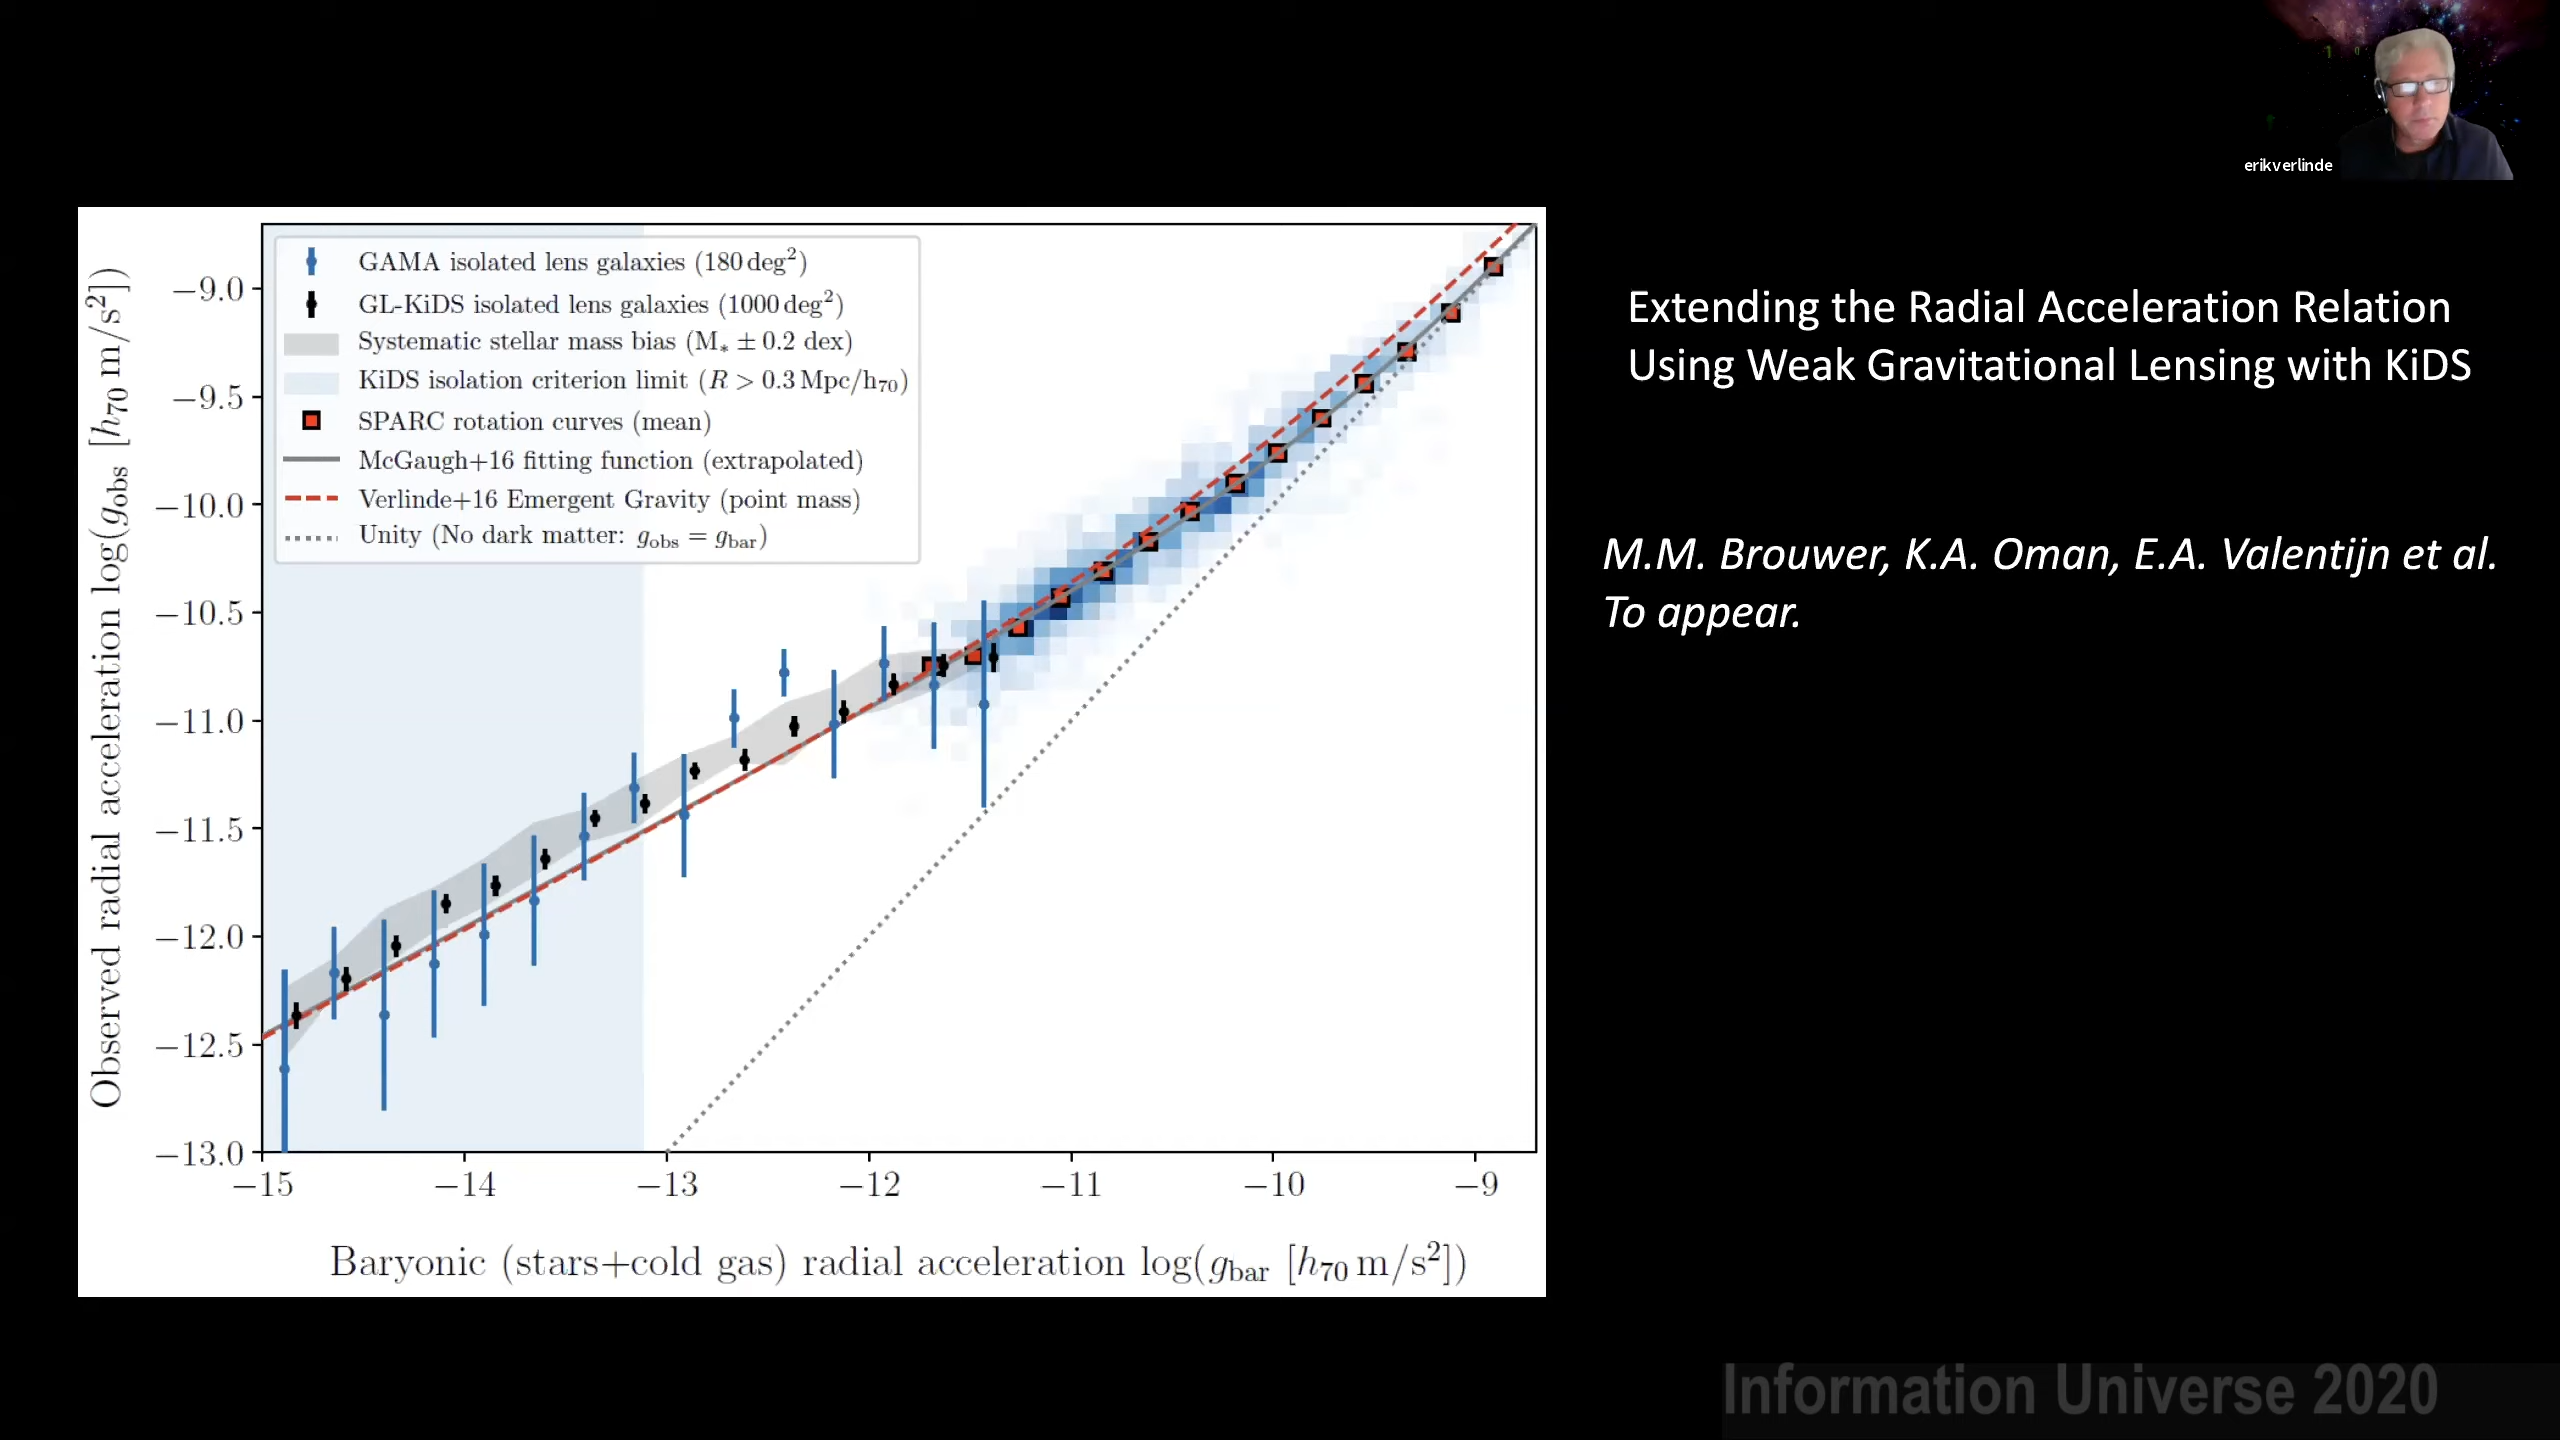 erikverlinde
GAMA isolated lens galaxies (180 deg²)
GL-KiDS isolated lens galaxies (1000 deg²)
Systematic stellar mass bias (M∗ ± 0.2 dex)
KiDS isolation criterion limit (R > 0.3 Mpc/h₇₀)
SPARC rotation curves (mean)
McGaugh+16 fitting function (extrapolated)
Verlinde+16 Emergent Gravity (point mass)
Unity (No dark matter: g_obs = g_bar)
Observed radial acceleration log(g_obs [h₇₀ m/s²])
−9.0
−9.5
−10.0
−10.5
−11.0
−11.5
−12.0
−12.5
−13.0
−15 −14 −13 −12 −11 −10 −9
Baryonic (stars+cold gas) radial acceleration log(g_bar [h₇₀ m/s²])
Extending the Radial Acceleration Relation
Using Weak Gravitational Lensing with KiDS
M.M. Brouwer, K.A. Oman, E.A. Valentijn et al.
To appear.
Information Universe 2020